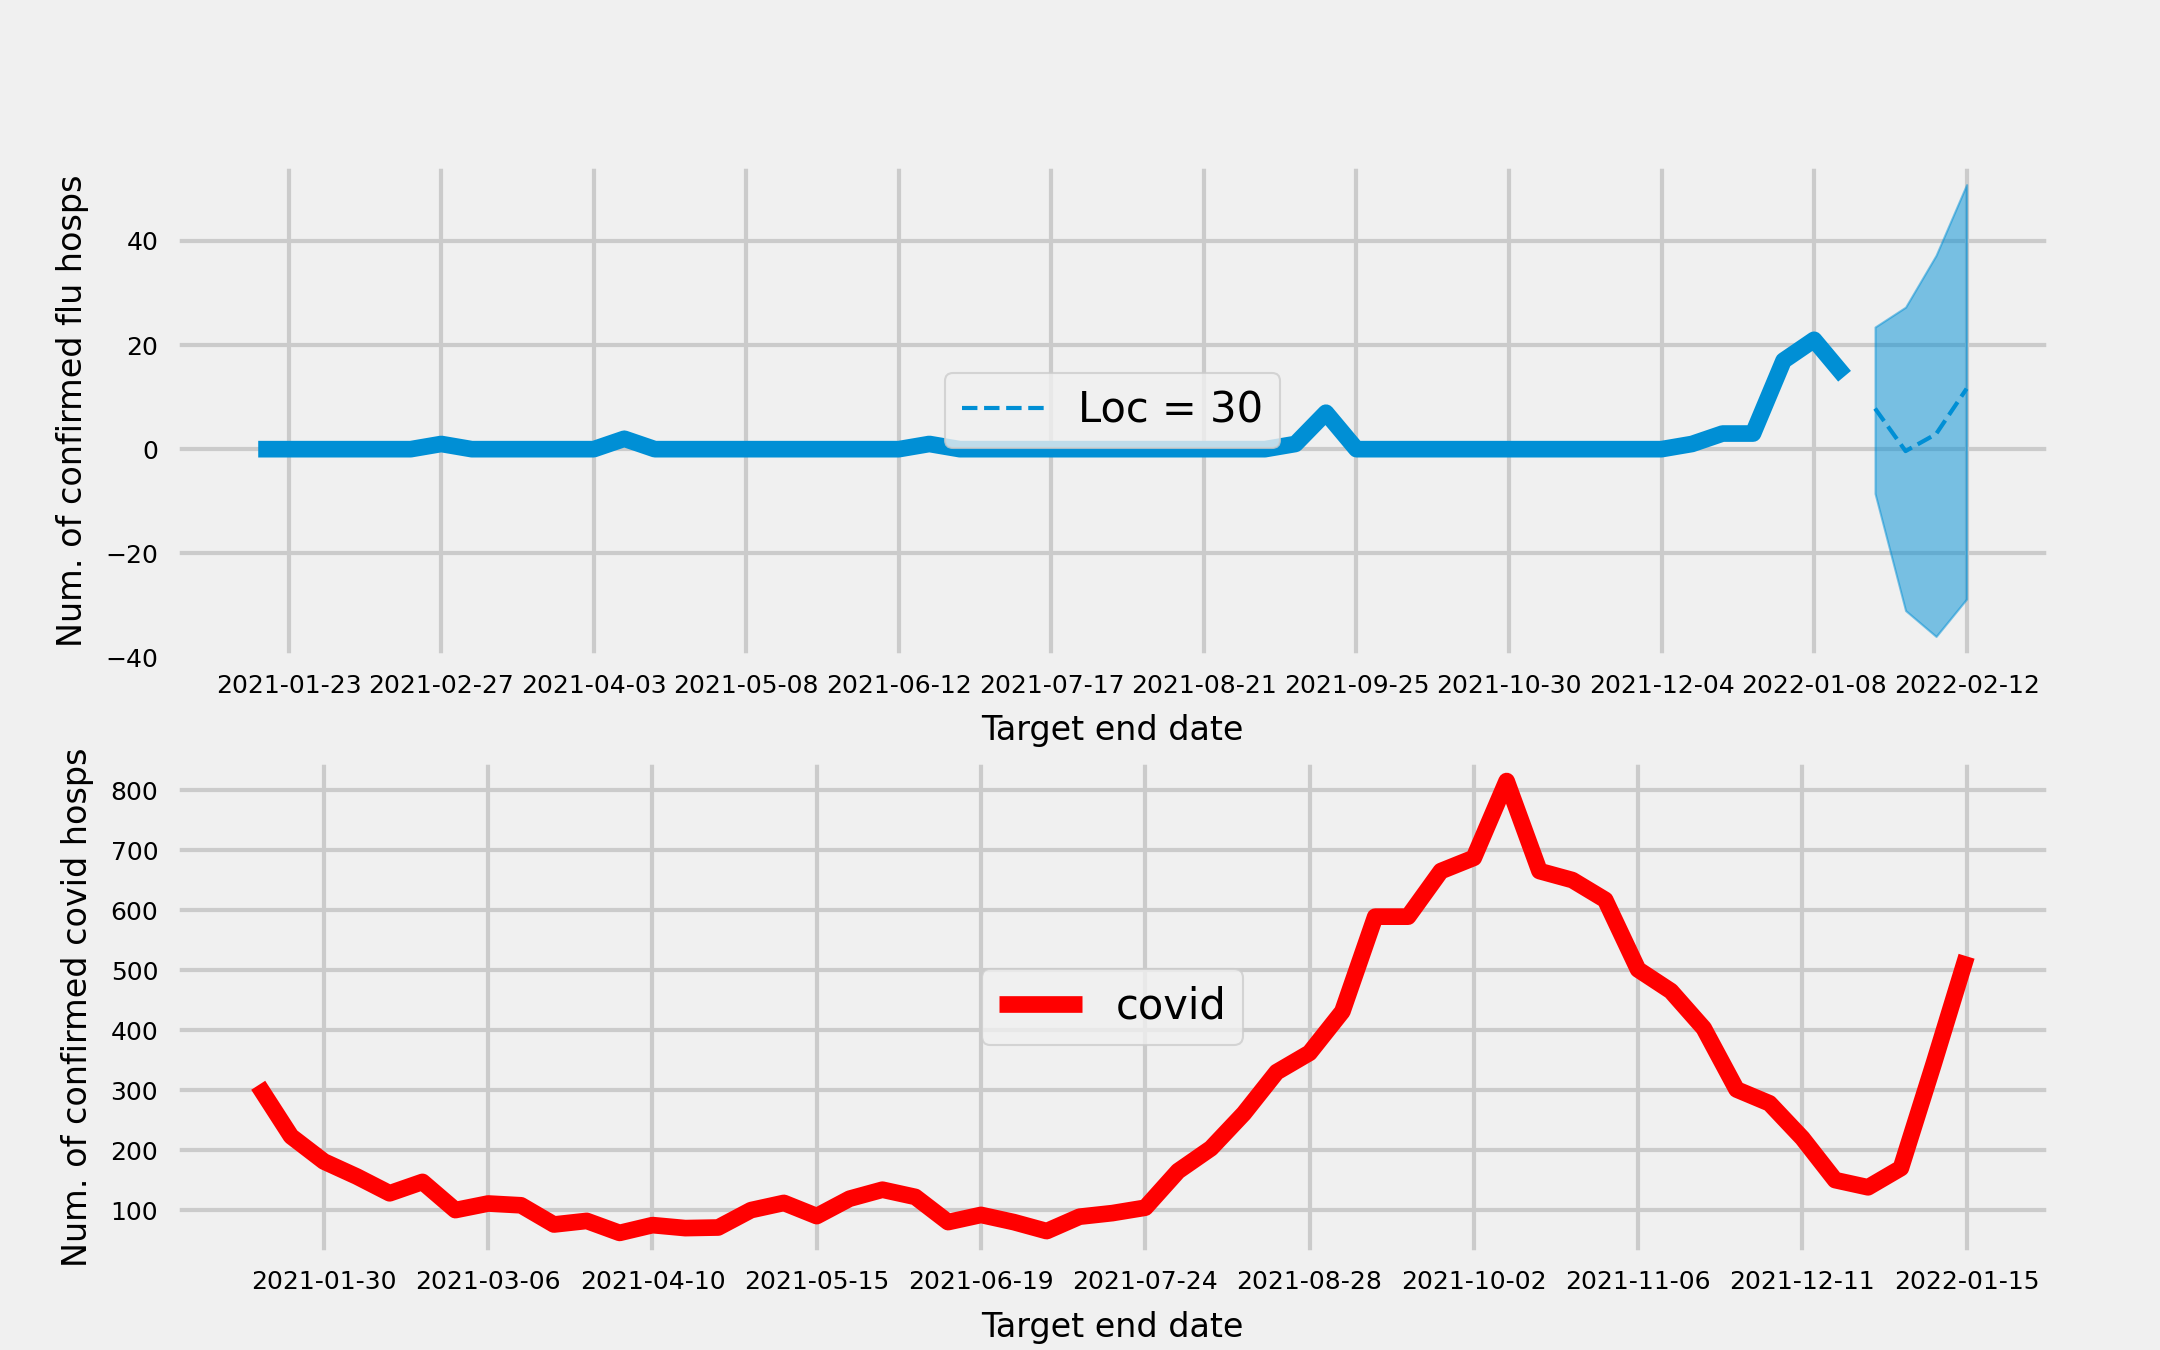 Num. of confirmed flu hosps
40
20
0
−20
−40
Loc = 30
2021-01-23 2021-02-27 2021-04-03 2021-05-08 2021-06-12 2021-07-17 2021-08-21 2021-09-25 2021-10-30 2021-12-04 2022-01-08 2022-02-12
Target end date
Num. of confirmed covid hosps
800
700
600
500
400
300
200
100
covid
2021-01-30 2021-03-06 2021-04-10 2021-05-15 2021-06-19 2021-07-24 2021-08-28 2021-10-02 2021-11-06 2021-12-11 2022-01-15
Target end date